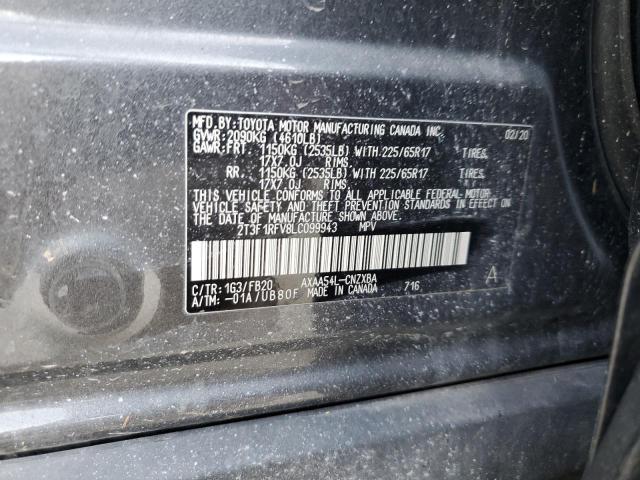 MFD. BY: TOYOTA MOTOR MANUFACTURING CANADA INC. 02/20
GVWR: 2090KG (4610LB)
GAWR: FRT. 1150KG (2535LB) WITH 225/65R17 TIRES,
17X7.0J RIMS,
RR. 1150KG (2535LB) WITH 225/65R17 TIRES,
17X7.0J RIMS,
THIS VEHICLE CONFORMS TO ALL APPLICABLE FEDERAL MOTOR
VEHICLE SAFETY AND BUMPER STANDARDS IN EFFECT ON THE
DATE OF MANUFACTURE SHOWN ABOVE.
2T3F1RFV8LC099943 MPV
C/TR: 1G3/FB20 AXAA54L-CNZXBA A
A/TM: -01A/UB80F MADE IN CANADA 716